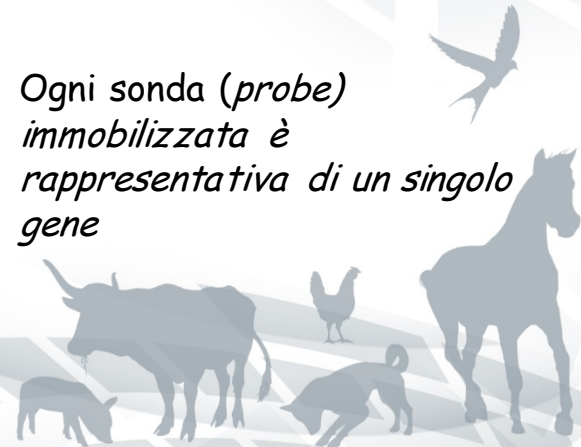 Ogni sonda (probe)
immobilizzata è
rappresentativa di un singolo
gene